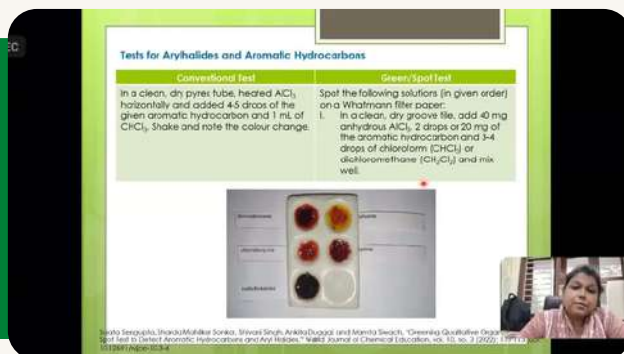 EC
Tests for Arylhalides and Aromatic Hydrocarbons
Conventional Test
In a clean, dry pyrex tube, heated AlCl3
horizontally and added 4-5 drops of the
given aromatic hydrocarbon and 1 mL of
CHCl3. Shake and note the colour change.
Green/Spot Test
Spot the following solutions (in given order)
on a Whatmann filter paper:
I. In a clean, dry groove tile, add 40 mg
anhydrous AlCl3, 2 drops or 20 mg of
the aromatic hydrocarbon and 3-4
drops of chloroform (CHCl3) or
dichloromethane (CH2Cl2) and mix
well.
Sengupta, Sharda Mahilkar Sonkar, Shivani Singh, Ankita Duggal and Mamta Swach, "Greening Qualitative
Spot Test to Detect Aromatic Hydrocarbons and Aryl Halides." World Journal of Chemical Education, vol. 10, no. 3 (2022):